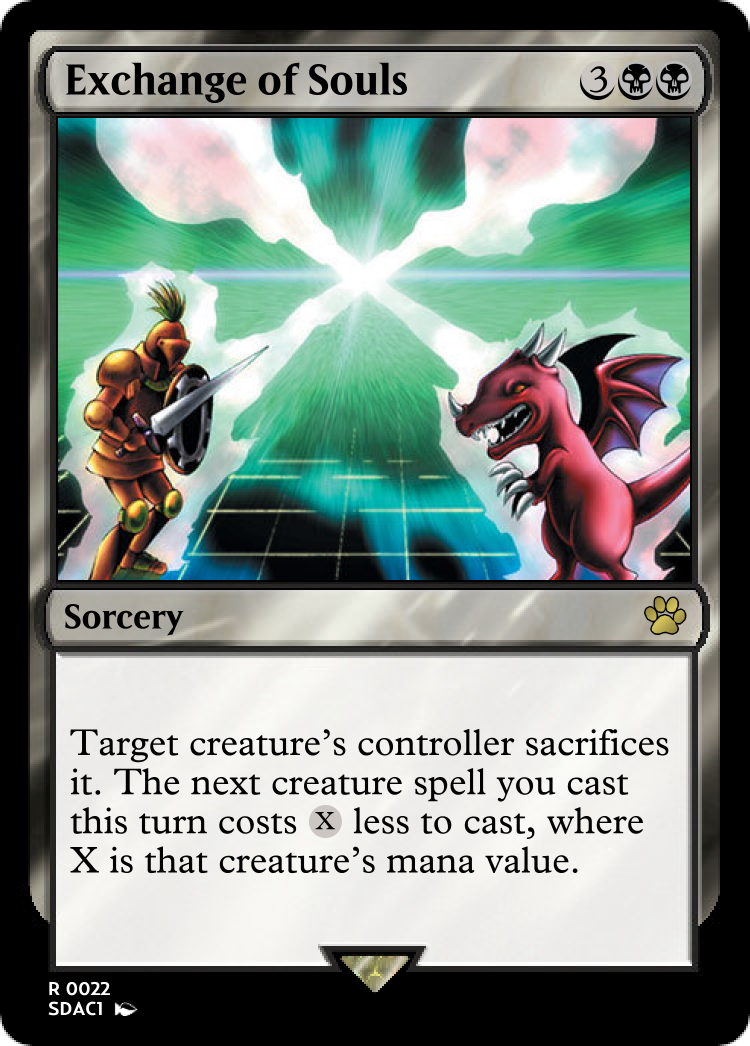 Exchange of Souls 3
Sorcery
Target creature’s controller sacrifices
it. The next creature spell you cast
this turn costs X less to cast, where
X is that creature’s mana value.
R 0022
SDAC1